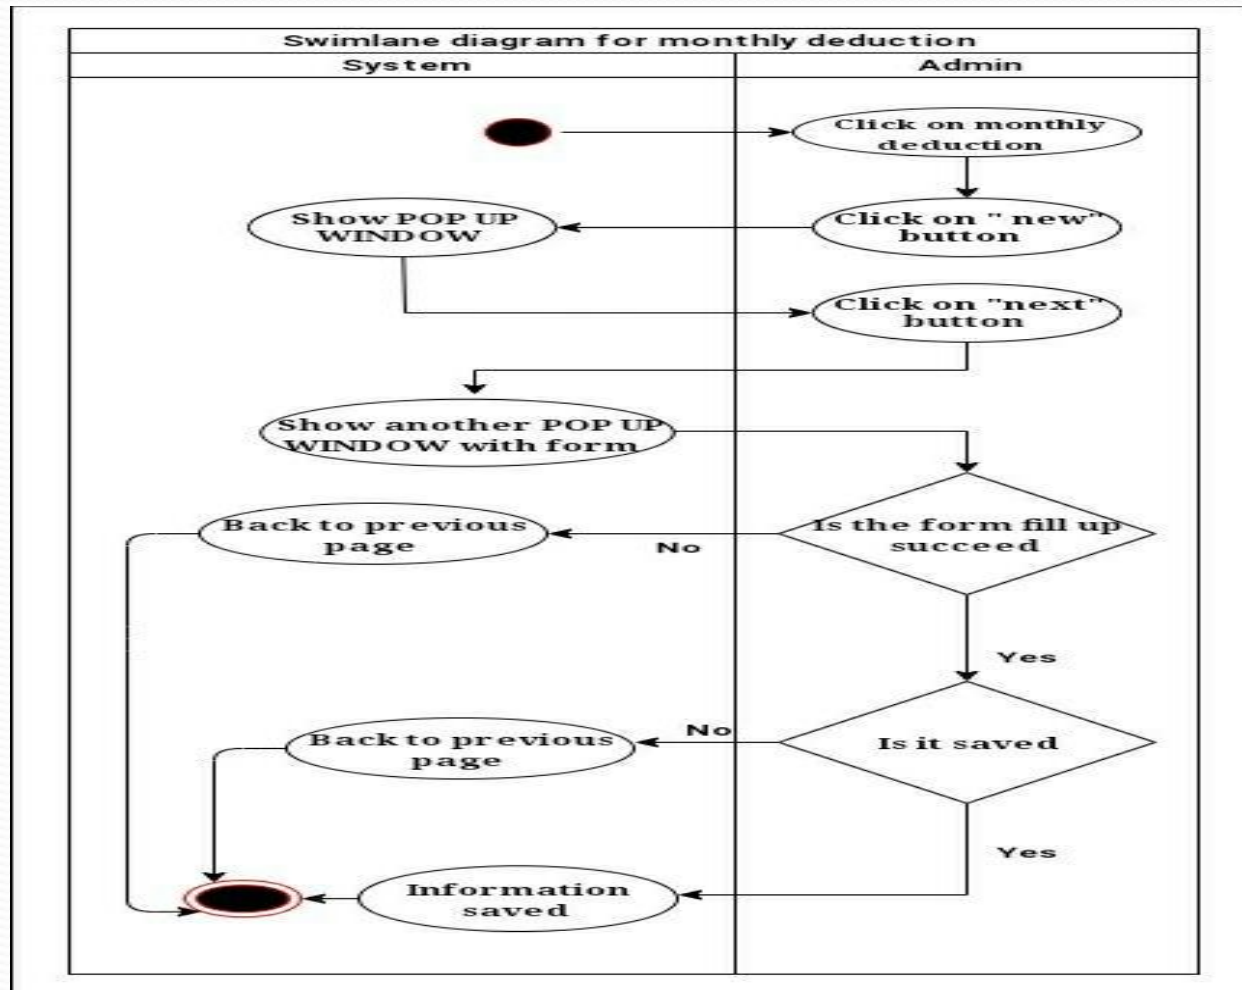 Swimlane diagram for monthly deduction
System
Admin
Click on monthly
deduction
Show POP UP
WINDOW
Click on " new"
button
Click on "next"
button
Show another POP UP
WINDOW with form
Back to previous
page
No
Is the form fill up
succeed
Yes
Back to previous
page
No
Is it saved
Yes
Information
saved